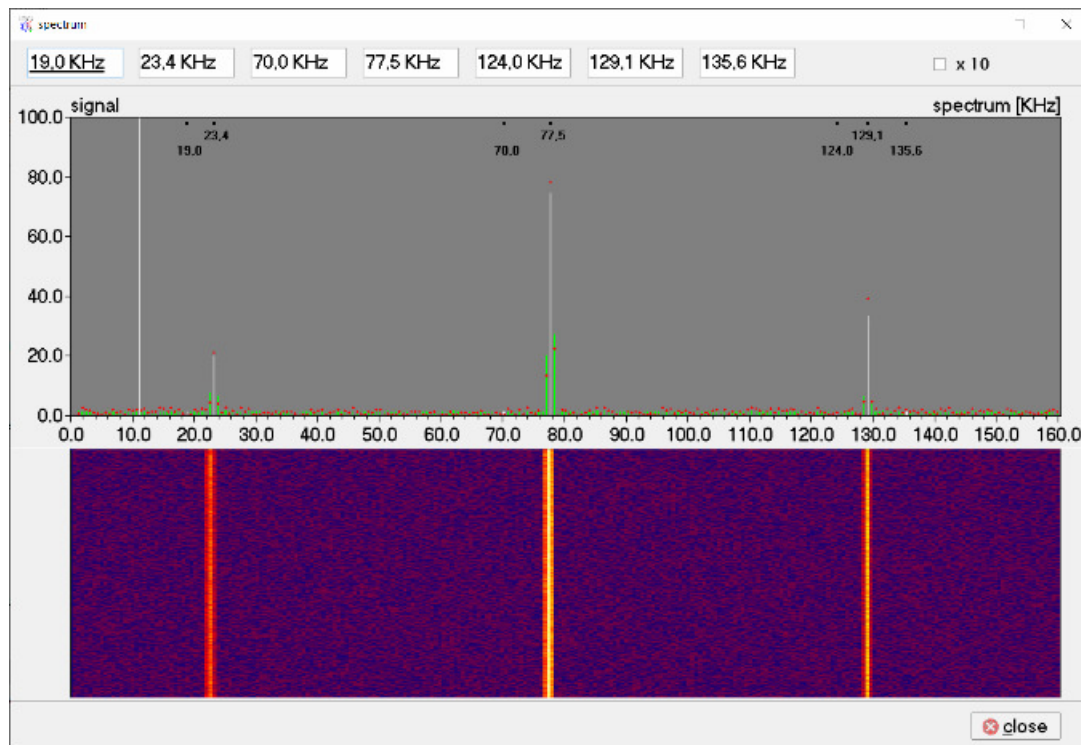 spectrum
19,0 KHz 23,4 KHz 70,0 KHz 77,5 KHz 124,0 KHz 129,1 KHz 135,6 KHz x 10
signal spectrum [KHz]
100.0
23,4 77,5 129,1
19.0 70.0 124.0 135,6
80.0
60.0
40.0
20.0
0.0
0.0 10.0 20.0 30.0 40.0 50.0 60.0 70.0 80.0 90.0 100.0 110.0 120.0 130.0 140.0 150.0 160.0
close